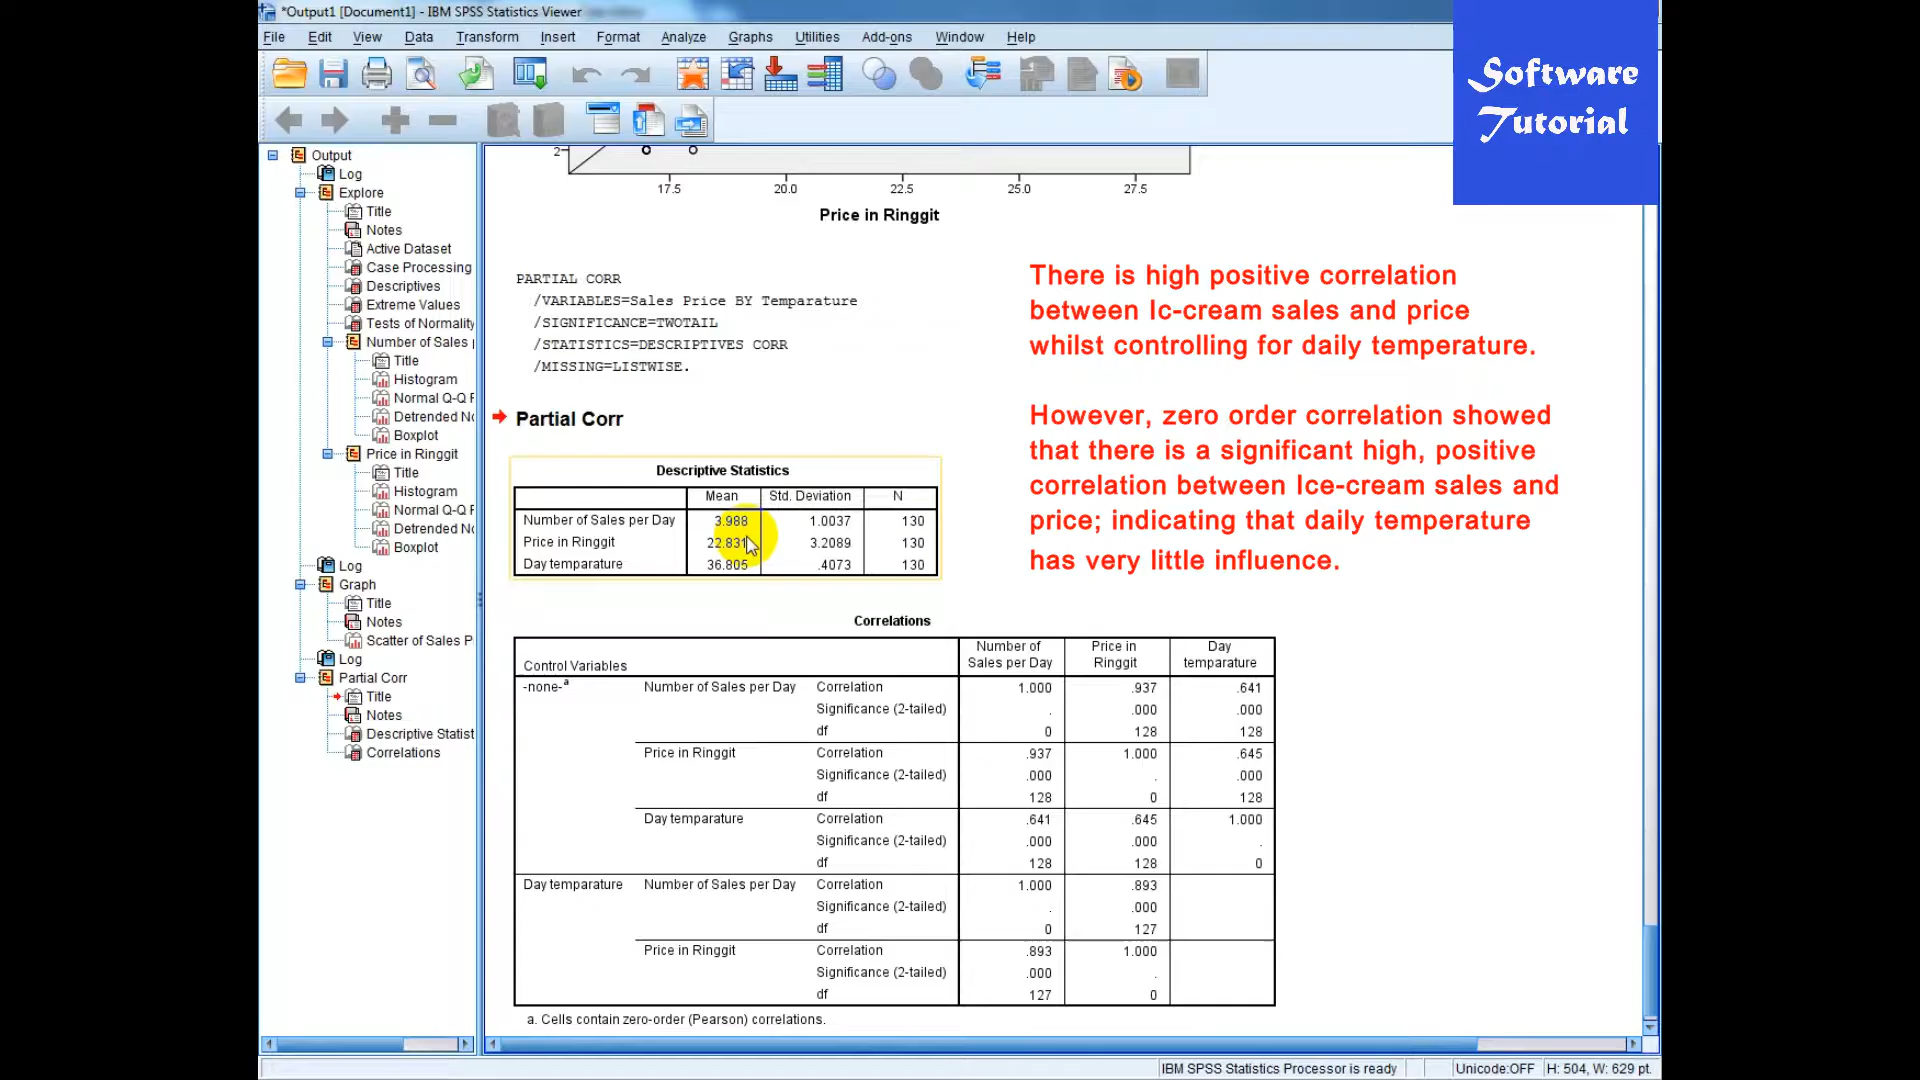 *Output1 [Document1] - IBM SPSS Statistics Viewer
File Edit View Data Transform Insert Format Analyze Graphs Utilities Add-ons Window Help
Software
Tutorial
Output
Log
Explore
Title
Notes
Active Dataset
Case Processing
Descriptives
Extreme Values
Tests of Normality
Number of Sales
Title
Histogram
Normal Q-Q
Detrended
Boxplot
Price in Ringgit
Title
Histogram
Normal Q-Q
Detrended
Boxplot
Log
Graph
Title
Notes
Scatter of Sales P
Log
Partial Corr
Title
Notes
Descriptive Statist
Correlations
2
17.5 20.0 22.5 25.0 27.5
Price in Ringgit
PARTIAL CORR
/VARIABLES=Sales Price BY Temparature
/SIGNIFICANCE=TWOTAIL
/STATISTICS=DESCRIPTIVES CORR
/MISSING=LISTWISE.
There is high positive correlation
between Ic-cream sales and price
whilst controlling for daily temperature.
However, zero order correlation showed
that there is a significant high, positive
correlation between Ice-cream sales and
price; indicating that daily temperature
has very little influence.
Partial Corr
Descriptive Statistics
Mean Std. Deviation N
Number of Sales per Day 3.988 1.0037 130
Price in Ringgit 22.831 3.2089 130
Day temparature 36.805 .4073 130
Correlations
Control Variables Number of Sales per Day Price in Ringgit Day temparature
-none-a Number of Sales per Day Correlation 1.000 .937 .641
Significance (2-tailed) . .000 .000
df 0 128 128
Price in Ringgit Correlation .937 1.000 .645
Significance (2-tailed) .000 . .000
df 128 0 128
Day temparature Correlation .641 .645 1.000
Significance (2-tailed) .000 .000 .
df 128 128 0
Day temparature Number of Sales per Day Correlation 1.000 .893
Significance (2-tailed) . .000
df 0 127
Price in Ringgit Correlation .893 1.000
Significance (2-tailed) .000 .
df 127 0
a. Cells contain zero-order (Pearson) correlations.
IBM SPSS Statistics Processor is ready Unicode:OFF H: 504, W: 629 pt.